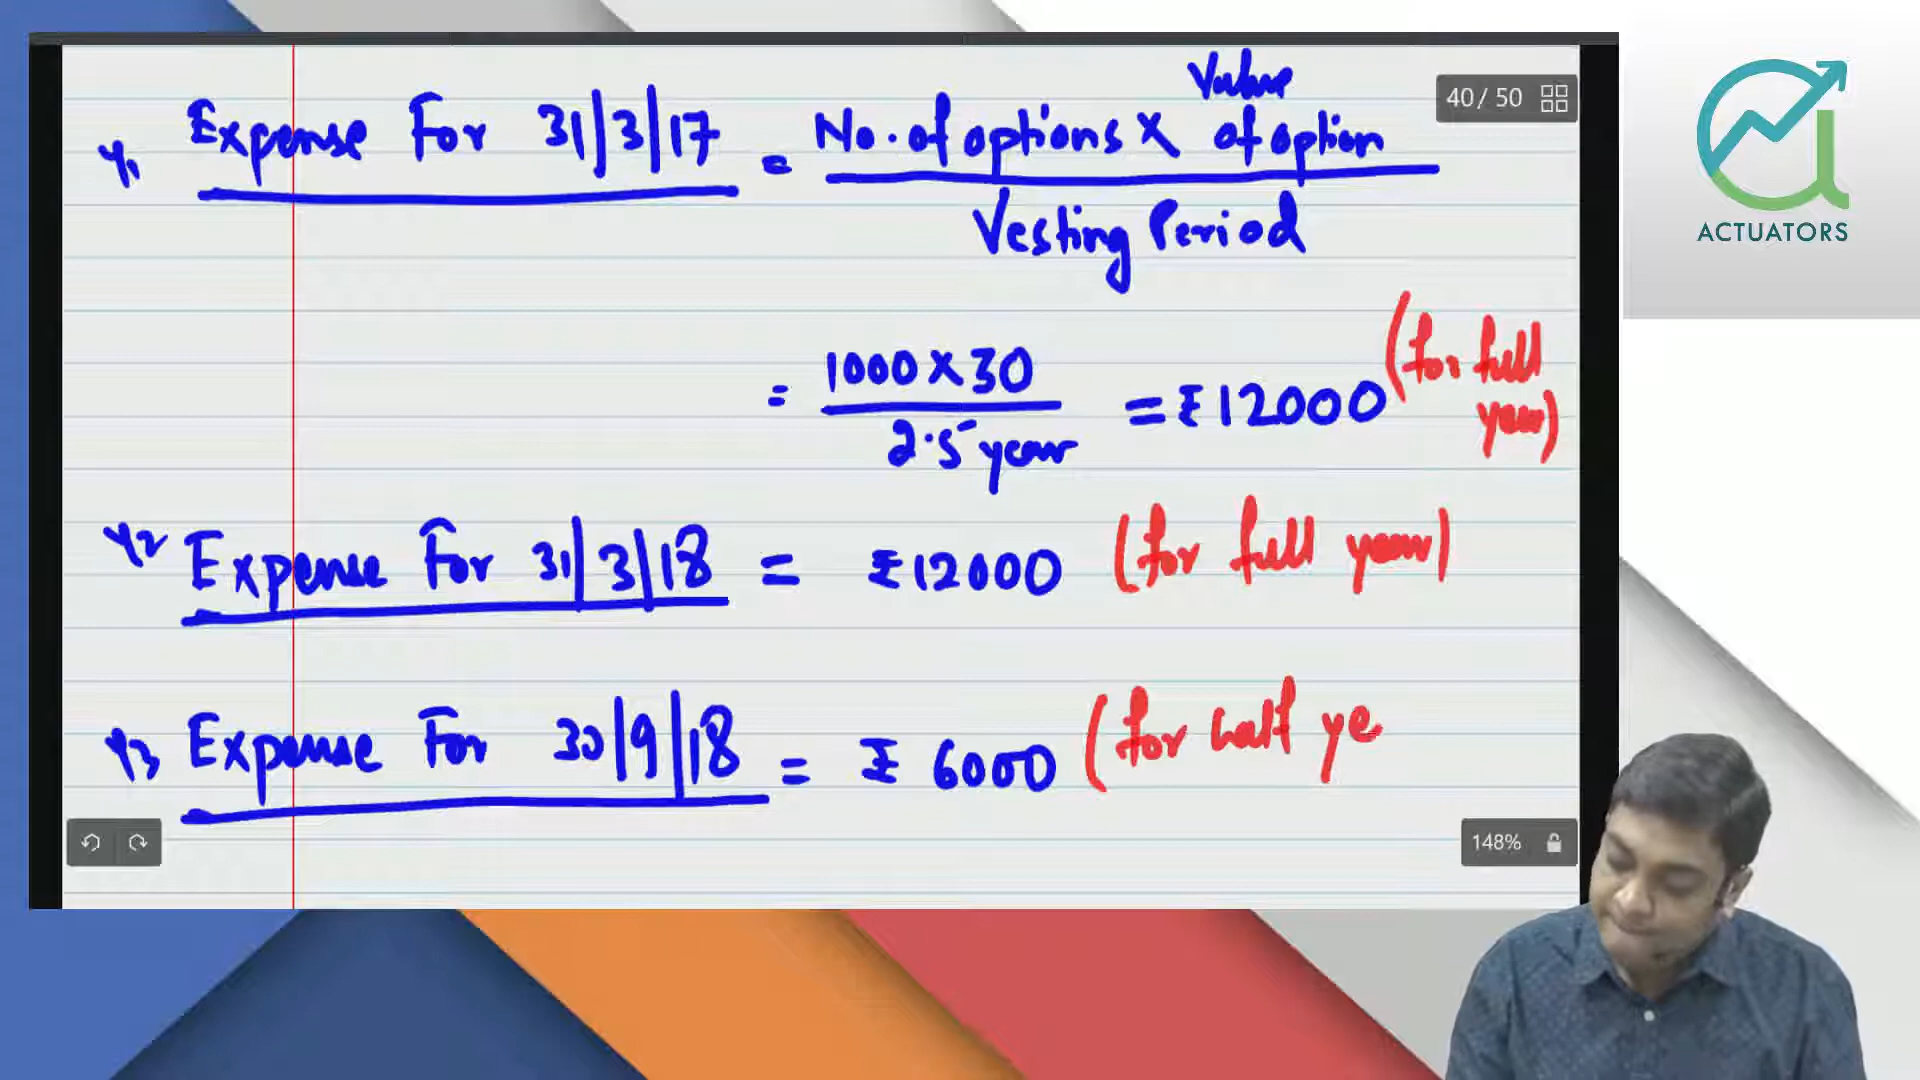 Value
Y1 Expense For 31/3/17 = No. of options X of option
Vesting Period
40 / 50
ACTUATORS
= 1000 X 30 = ₹12000 (for full year)
2.5 year
Y2 Expense For 31/3/18 = ₹12000 (for full year)
Y3 Expense For 30/9/18 = ₹ 6000 (for half ye
148%